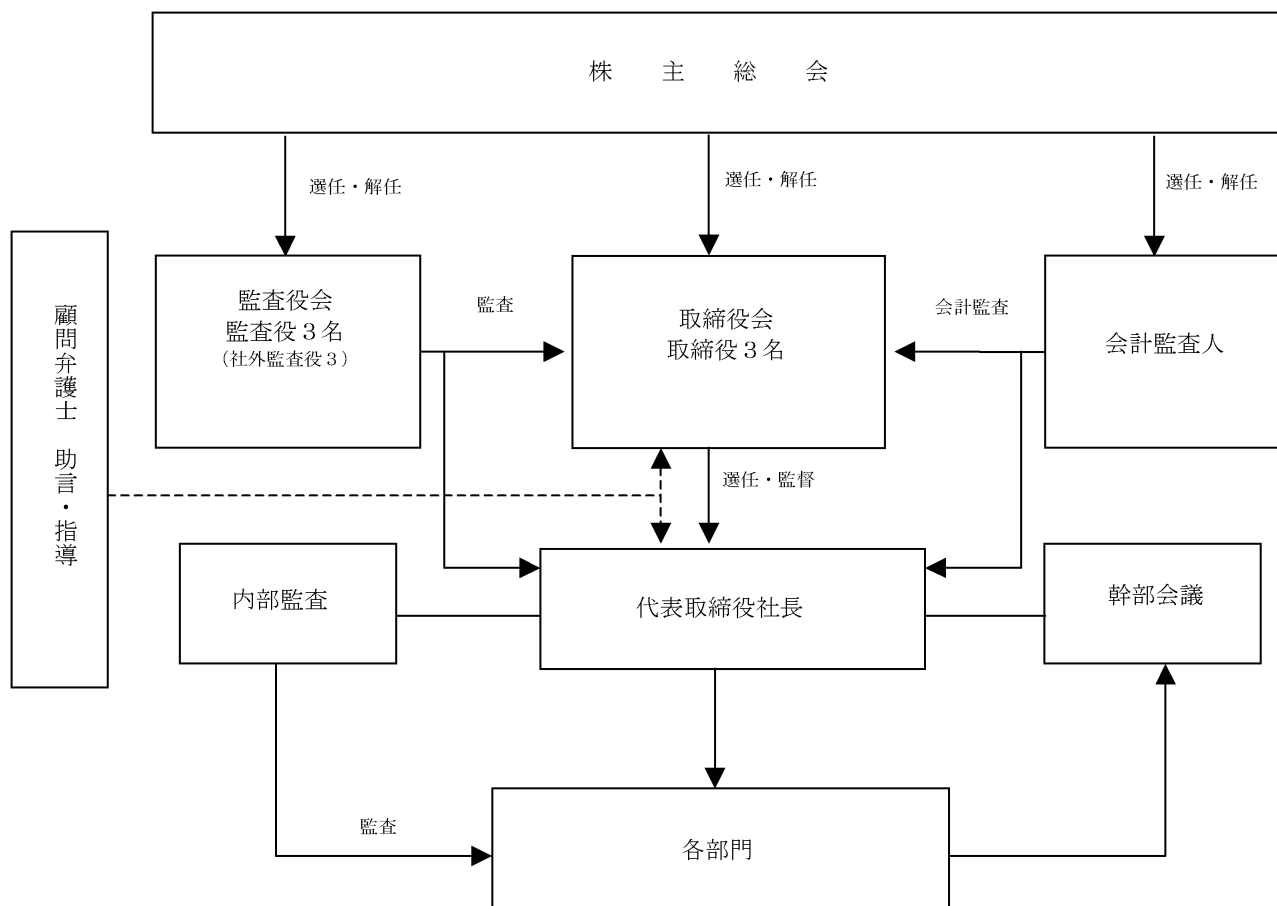 株 主 総 会
選任・解任
選任・解任
選任・解任
顧問弁護士 助言・指導
監査役会
監査役3名
（社外監査役3）
監査
取締役会
取締役3名
会計監査
会計監査人
選任・監督
内部監査
代表取締役社長
幹部会議
監査
各部門